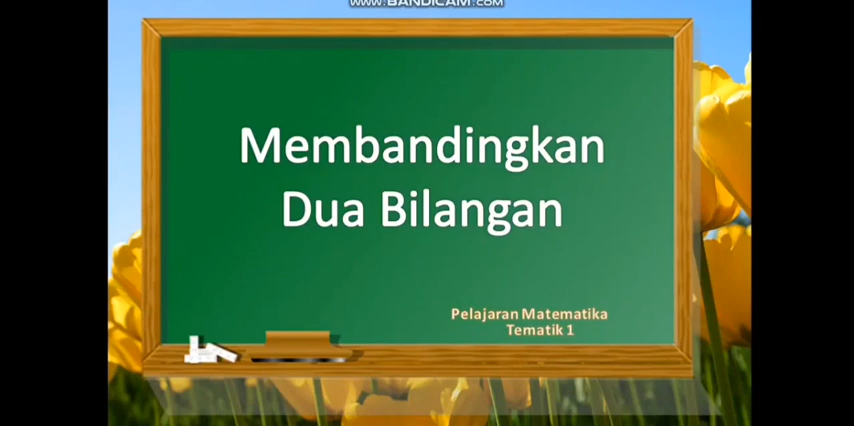 www.BANDICAM.com
Membandingkan
Dua Bilangan
Pelajaran Matematika
Tematik 1